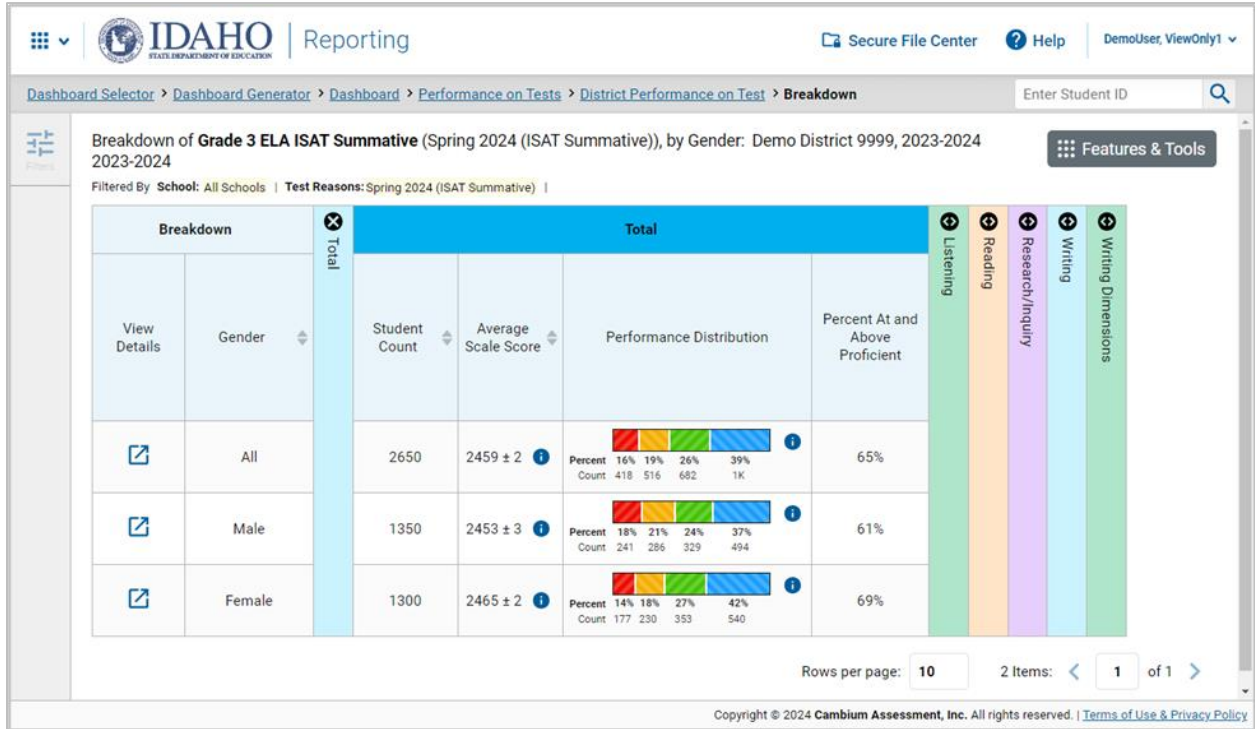 IDAHO
STATE DEPARTMENT OF EDUCATION
Reporting
Secure File Center
Help
DemoUser, ViewOnly1
Dashboard Selector > Dashboard Generator > Dashboard > Performance on Tests > District Performance on Test > Breakdown
Enter Student ID
Filters
Breakdown of Grade 3 ELA ISAT Summative (Spring 2024 (ISAT Summative)), by Gender: Demo District 9999, 2023-2024
2023-2024
Features & Tools
Filtered By School: All Schools | Test Reasons: Spring 2024 (ISAT Summative) |
Breakdown
Total
Total
Listening
Reading
Research/Inquiry
Writing
Writing Dimensions
View
Details
Gender
Student
Count
Average
Scale Score
Performance Distribution
Percent At and
Above
Proficient
All 2650 2459 ± 2 65%
Percent 16% 19% 26% 39%
Count 418 516 682 1K
Male 1350 2453 ± 3 61%
Percent 18% 21% 24% 37%
Count 241 286 329 494
Female 1300 2465 ± 2 69%
Percent 14% 18% 27% 42%
Count 177 230 353 540
Rows per page: 10 2 Items: < 1 of 1 >
Copyright © 2024 Cambium Assessment, Inc. All rights reserved. | Terms of Use & Privacy Policy